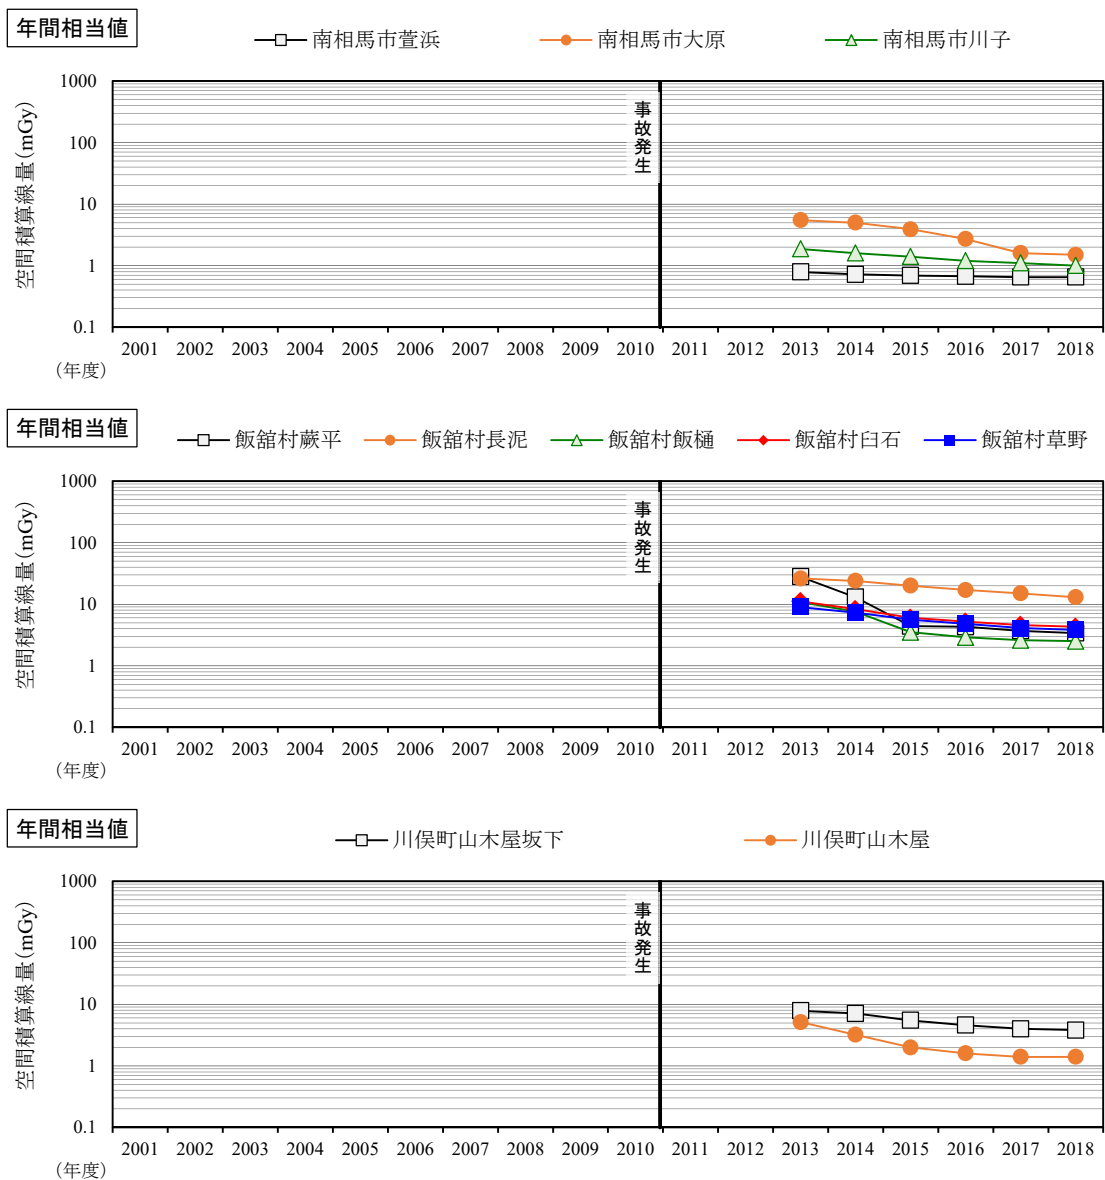 年間相当値
南相馬市萱浜 南相馬市大原 南相馬市川子
空間積算線量(mGy)
1000
100
10
1
0.1
事故発生
2001 2002 2003 2004 2005 2006 2007 2008 2009 2010 2011 2012 2013 2014 2015 2016 2017 2018
(年度)
年間相当値
飯舘村蕨平 飯舘村長泥 飯舘村飯樋 飯舘村臼石 飯舘村草野
空間積算線量(mGy)
1000
100
10
1
0.1
事故発生
2001 2002 2003 2004 2005 2006 2007 2008 2009 2010 2011 2012 2013 2014 2015 2016 2017 2018
(年度)
年間相当値
川俣町山木屋坂下 川俣町山木屋
空間積算線量(mGy)
1000
100
10
1
0.1
事故発生
2001 2002 2003 2004 2005 2006 2007 2008 2009 2010 2011 2012 2013 2014 2015 2016 2017 2018
(年度)